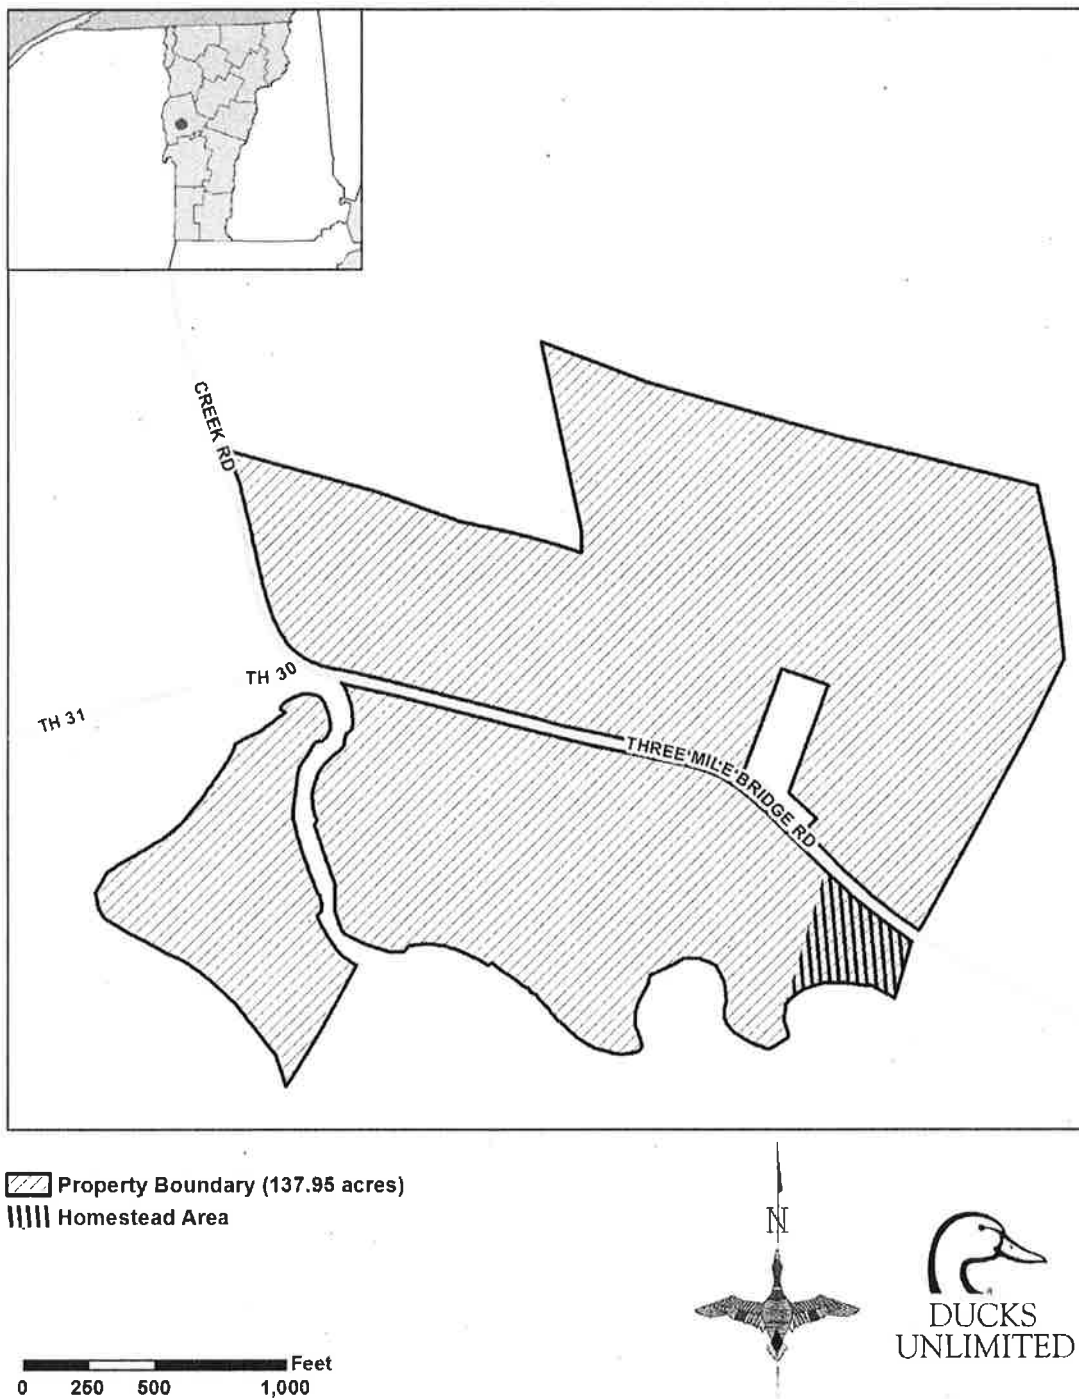 CREEK RD
TH 30
TH 31
THREE MILE BRIDGE RD
Property Boundary (137.95 acres)
Homestead Area
N
DUCKS
UNLIMITED
Feet
0 250 500 1,000